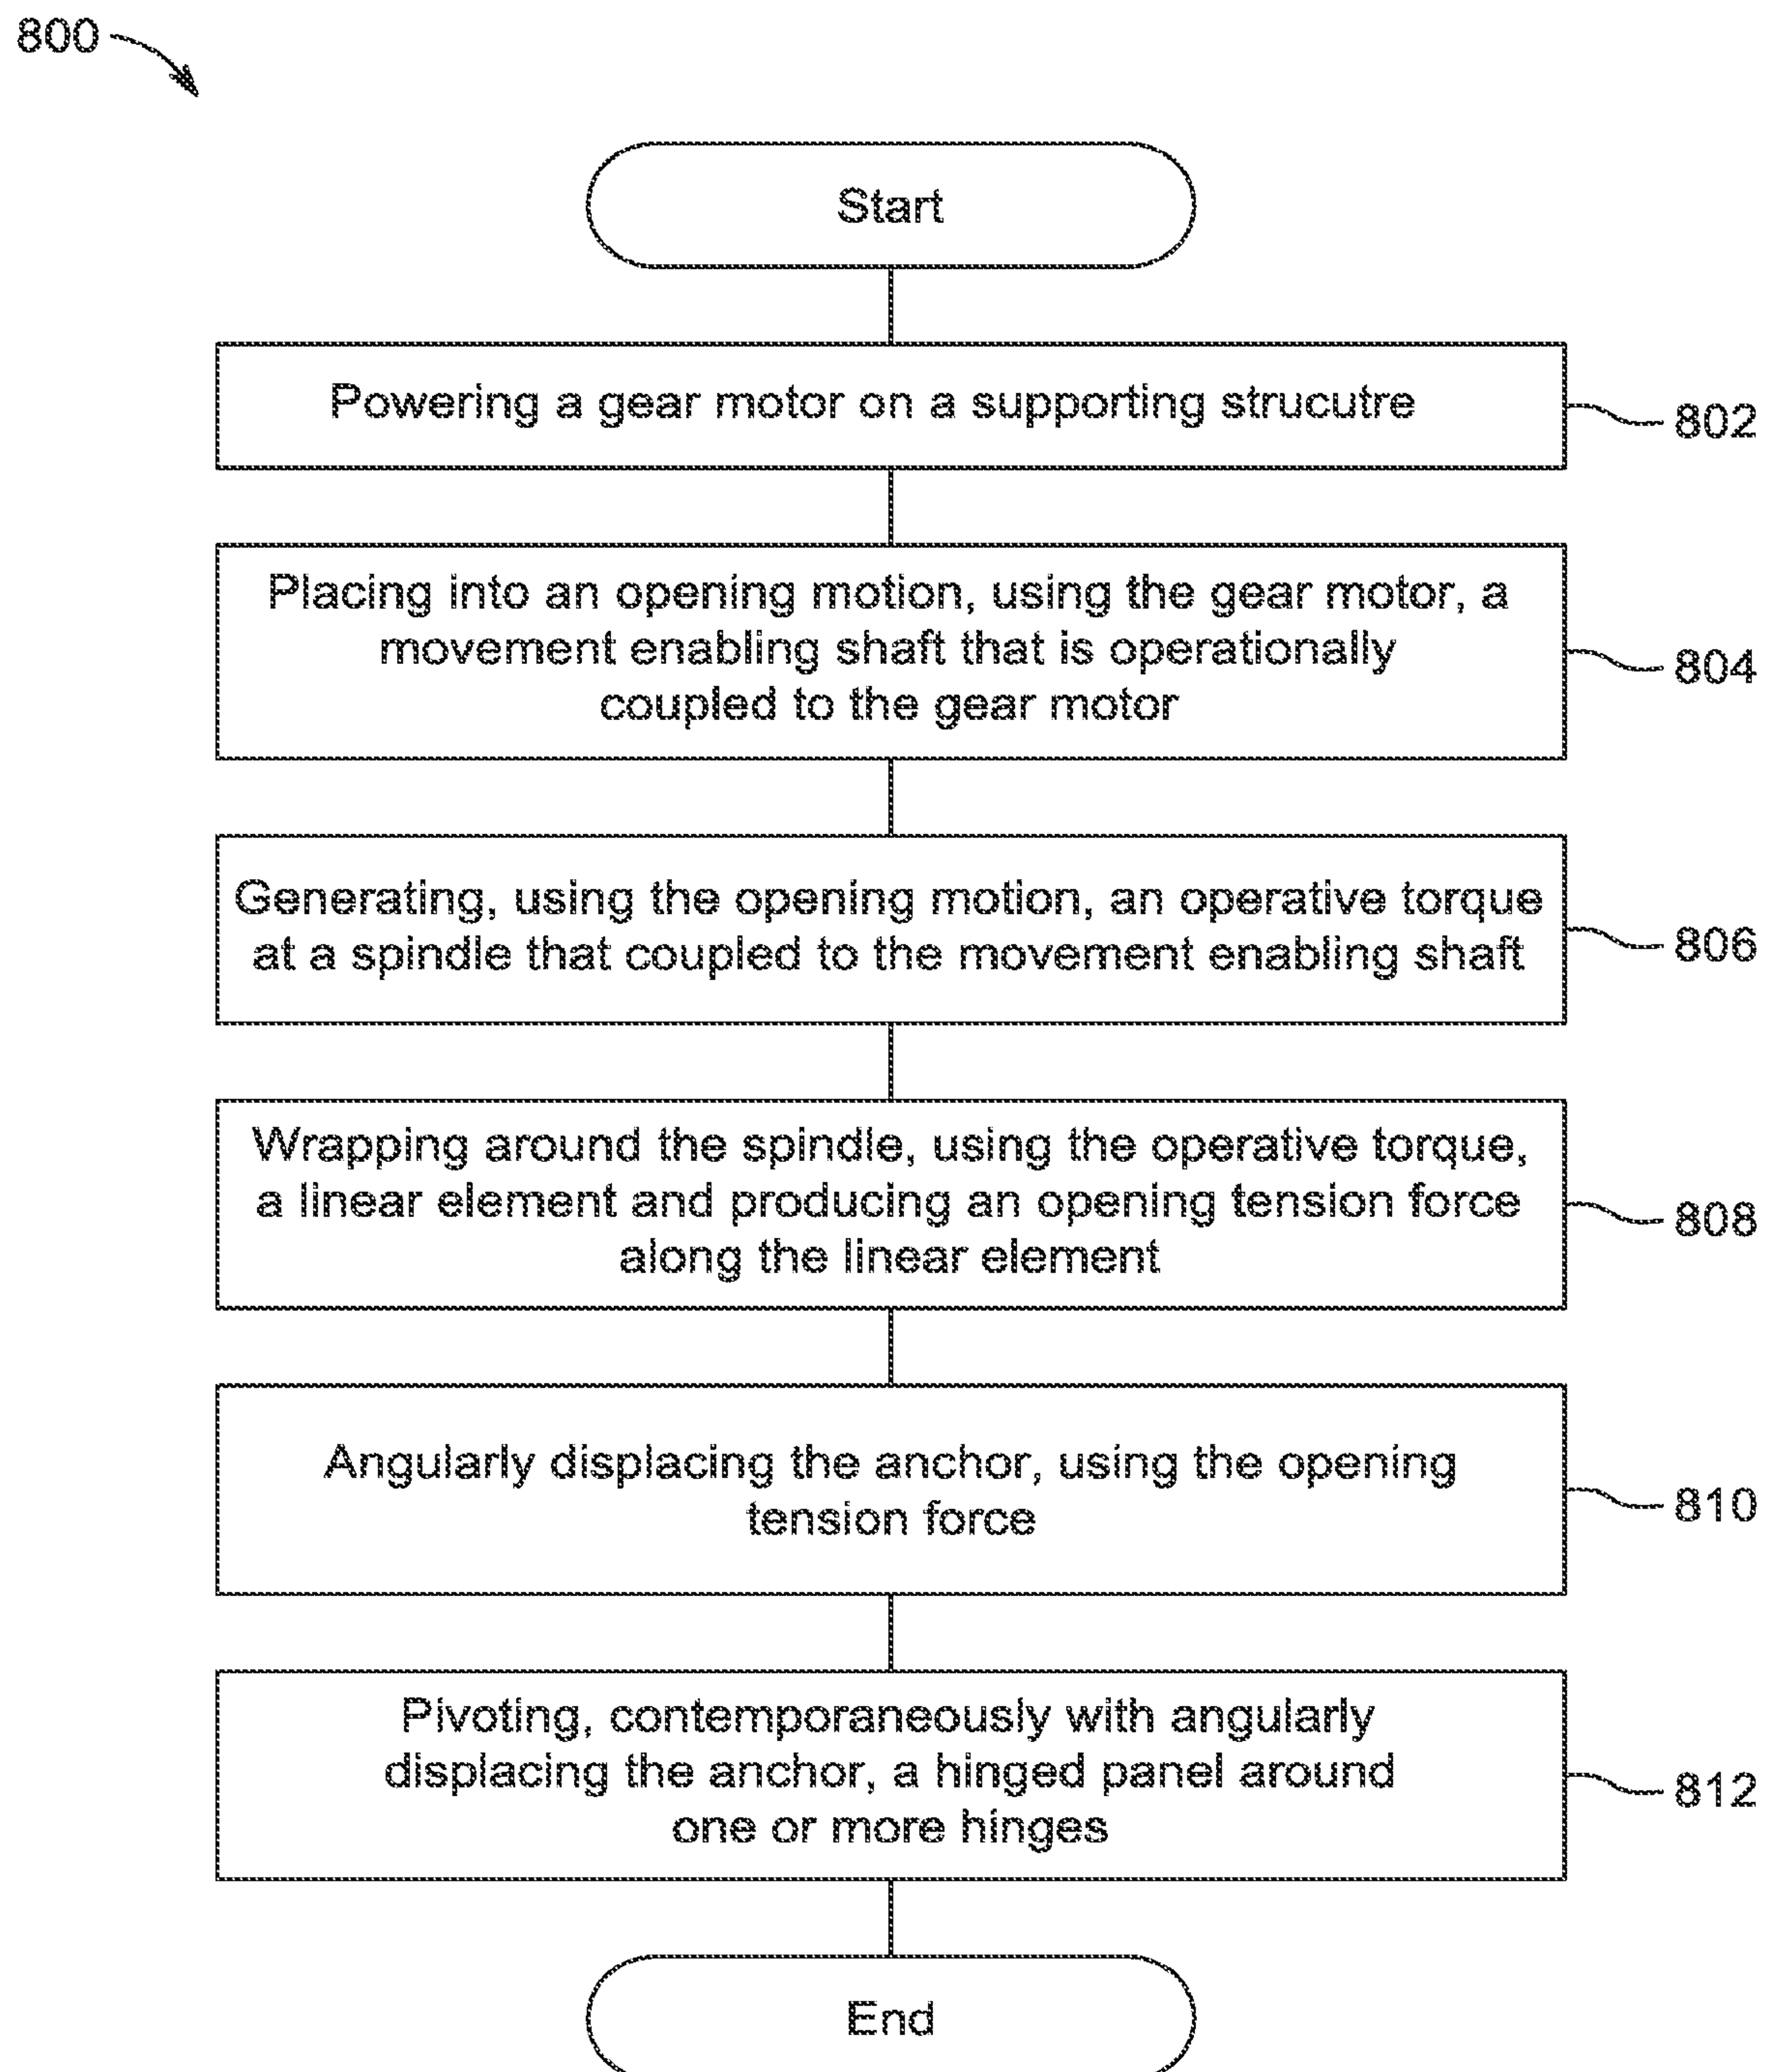 800
Start
Powering a gear motor on a supporting strucutre
802
Placing into an opening motion, using the gear motor, a
movement enabling shaft that is operationally
coupled to the gear motor
804
Generating, using the opening motion, an operative torque
at a spindle that coupled to the movement enabling shaft
806
Wrapping around the spindle, using the operative torque,
a linear element and producing an opening tension force
along the linear element
808
Angularly displacing the anchor, using the opening
tension force
810
Pivoting, contemporaneously with angularly
displacing the anchor, a hinged panel around
one or more hinges
812
End